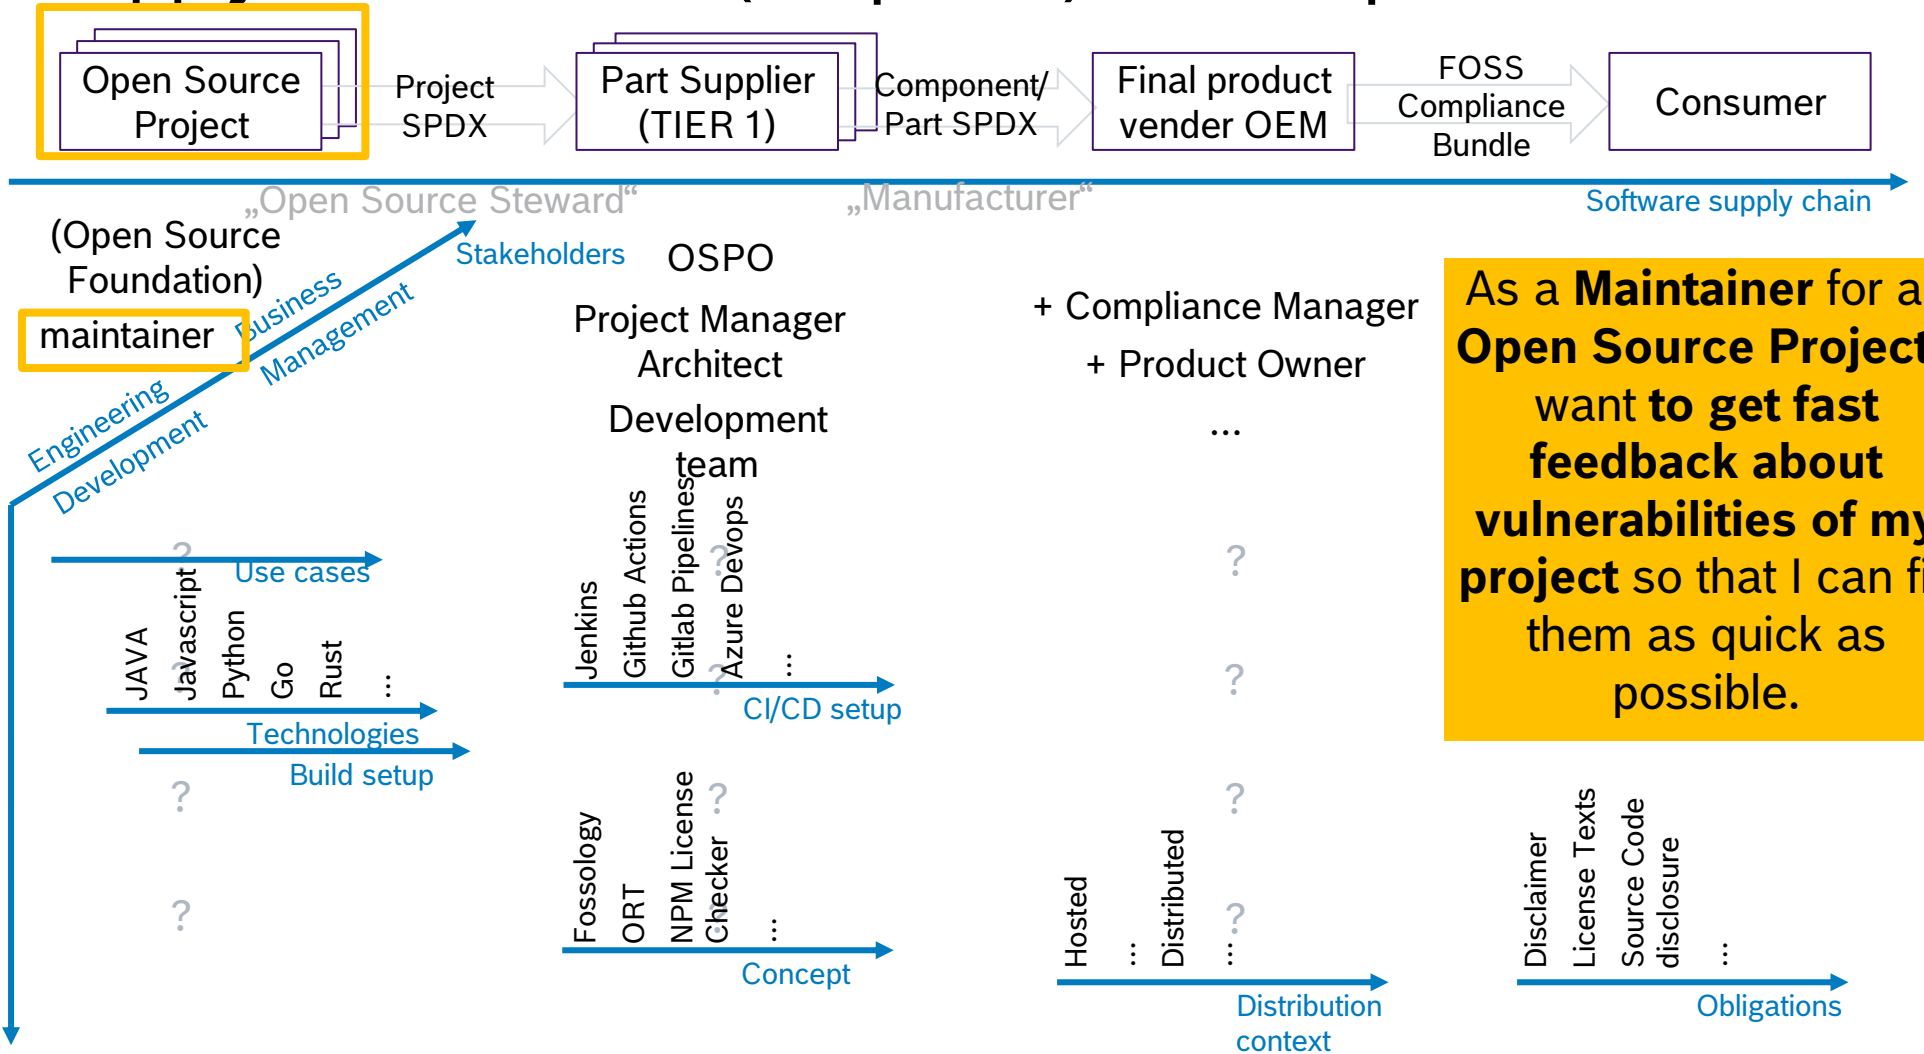 Open Source
Project
Project
SPDX
Part Supplier
(TIER 1)
Component/
Part SPDX
Final product
vender OEM
FOSS
Compliance
Bundle
Consumer
„Open Source Steward“
„Manufacturer“
Software supply chain
(Open Source
Foundation)
maintainer
Business
Management
Engineering
Development
Stakeholders
OSPO
Project Manager
Architect
Development
team
+ Compliance Manager
+ Product Owner
...
As a Maintainer for a
Open Source Project
want to get fast
feedback about
vulnerabilities of my
project so that I can fi
them as quick as
possible.
?
Use cases
JAVA
Javascript
?
Python
Go
Rust
...
Technologies
Build setup
?
?
Jenkins
Github Actions
Gitlab Pipelines
?
Azure Devops
?
...
CI/CD setup
Fossology
ORT
NPM License
Checker
?
?
...
Concept
?
?
?
?
Hosted
...
Distributed
...
Distribution
context
Disclaimer
License Texts
Source Code
disclosure
...
Obligations